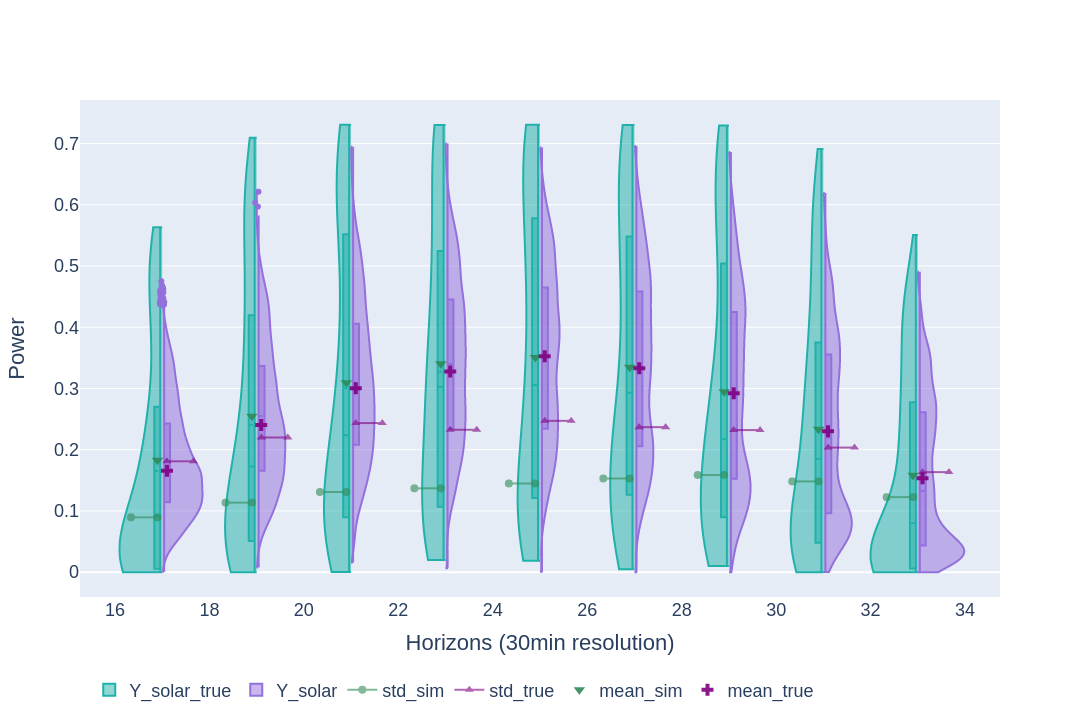 0.7
0.6
0.5
0.4
0.3
0.2
0.1
0
Power
16 18 20 22 24 26 28 30 32 34
Horizons (30min resolution)
Y_solar_true Y_solar std_sim std_true mean_sim mean_true